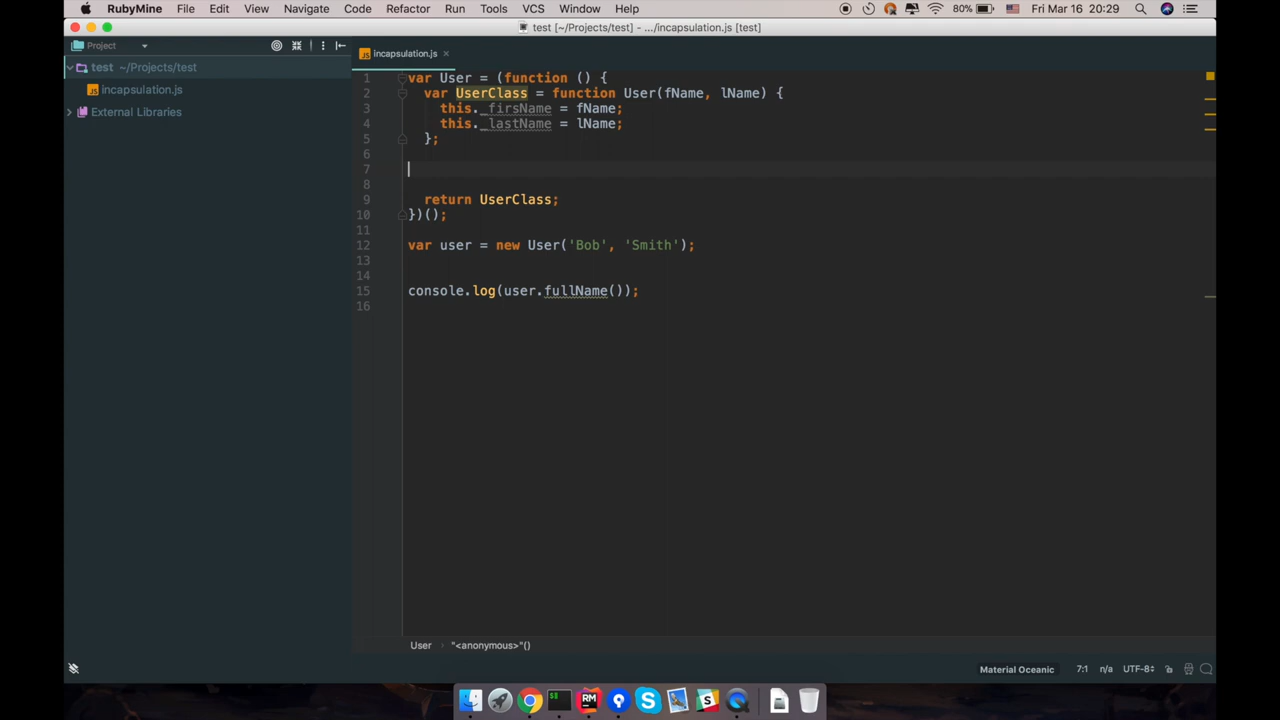 RubyMine File Edit View Navigate Code Refactor Run Tools VCS Window Help 80% Fri Mar 16 20:29
test [~/Projects/test] - .../incapsulation.js [test]
Project
incapsulation.js
test ~/Projects/test
incapsulation.js
External Libraries
1 var User = (function () {
2 var UserClass = function User(fName, lName) {
3 this._firsName = fName;
4 this._lastName = lName;
5 };
6
7
8
9 return UserClass;
10 })();
11
12 var user = new User('Bob', 'Smith');
13
14
15 console.log(user.fullName());
16
User "<anonymous>"()
Material Oceanic 7:1 n/a UTF-8
$$ RM S